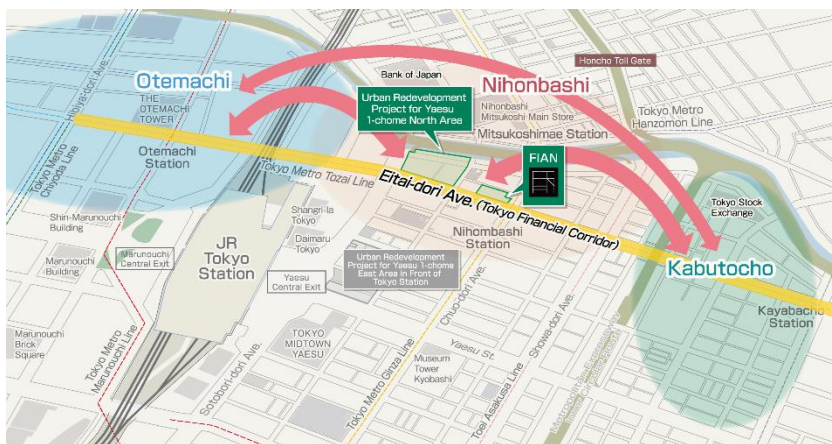 Otemachi
Hibiya-dori Ave.
THE
OTEMACHI
TOWER
Otemachi
Station
Tokyo Metro
Chiyoda Line
Bank of Japan
Urban Redevelopment
Project for Yaesu
1-chome North Area
Nihonbashi
Nihonbashi
Mitsukoshi Main Store
Mitsukoshimae Station
Honcho Toll Gate
Tokyo Metro
Hanzomon Line
FIAN
Tokyo Metro Tozai Line
Eitai-dori Ave. (Tokyo Financial Corridor)
Tokyo Stock
Exchange
Kabutocho
Kayabacho
Station
Nihombashi
Station
Shin-Marunouchi
Building
Marunouchi
Central Exit
Marunouchi
Building
JR
Tokyo
Station
Shangri-la
Tokyo
Daimaru
Tokyo
Yaesu
Central Exit
Urban Redevelopment
Project for Yaesu 1-chome
East Area in Front of
Tokyo Station
Marunouchi
Brick
Square
Tokyo Metro
Marunouchi Line
Sotobori-dori Ave.
TOKYO
MIDTOWN
YAESU
Tokyo Metro Ginza Line
Chuo-dori Ave.
Yaesu St.
Museum
Tower
Kyobashi
Toei Asakusa Line
Showa-dori Ave.